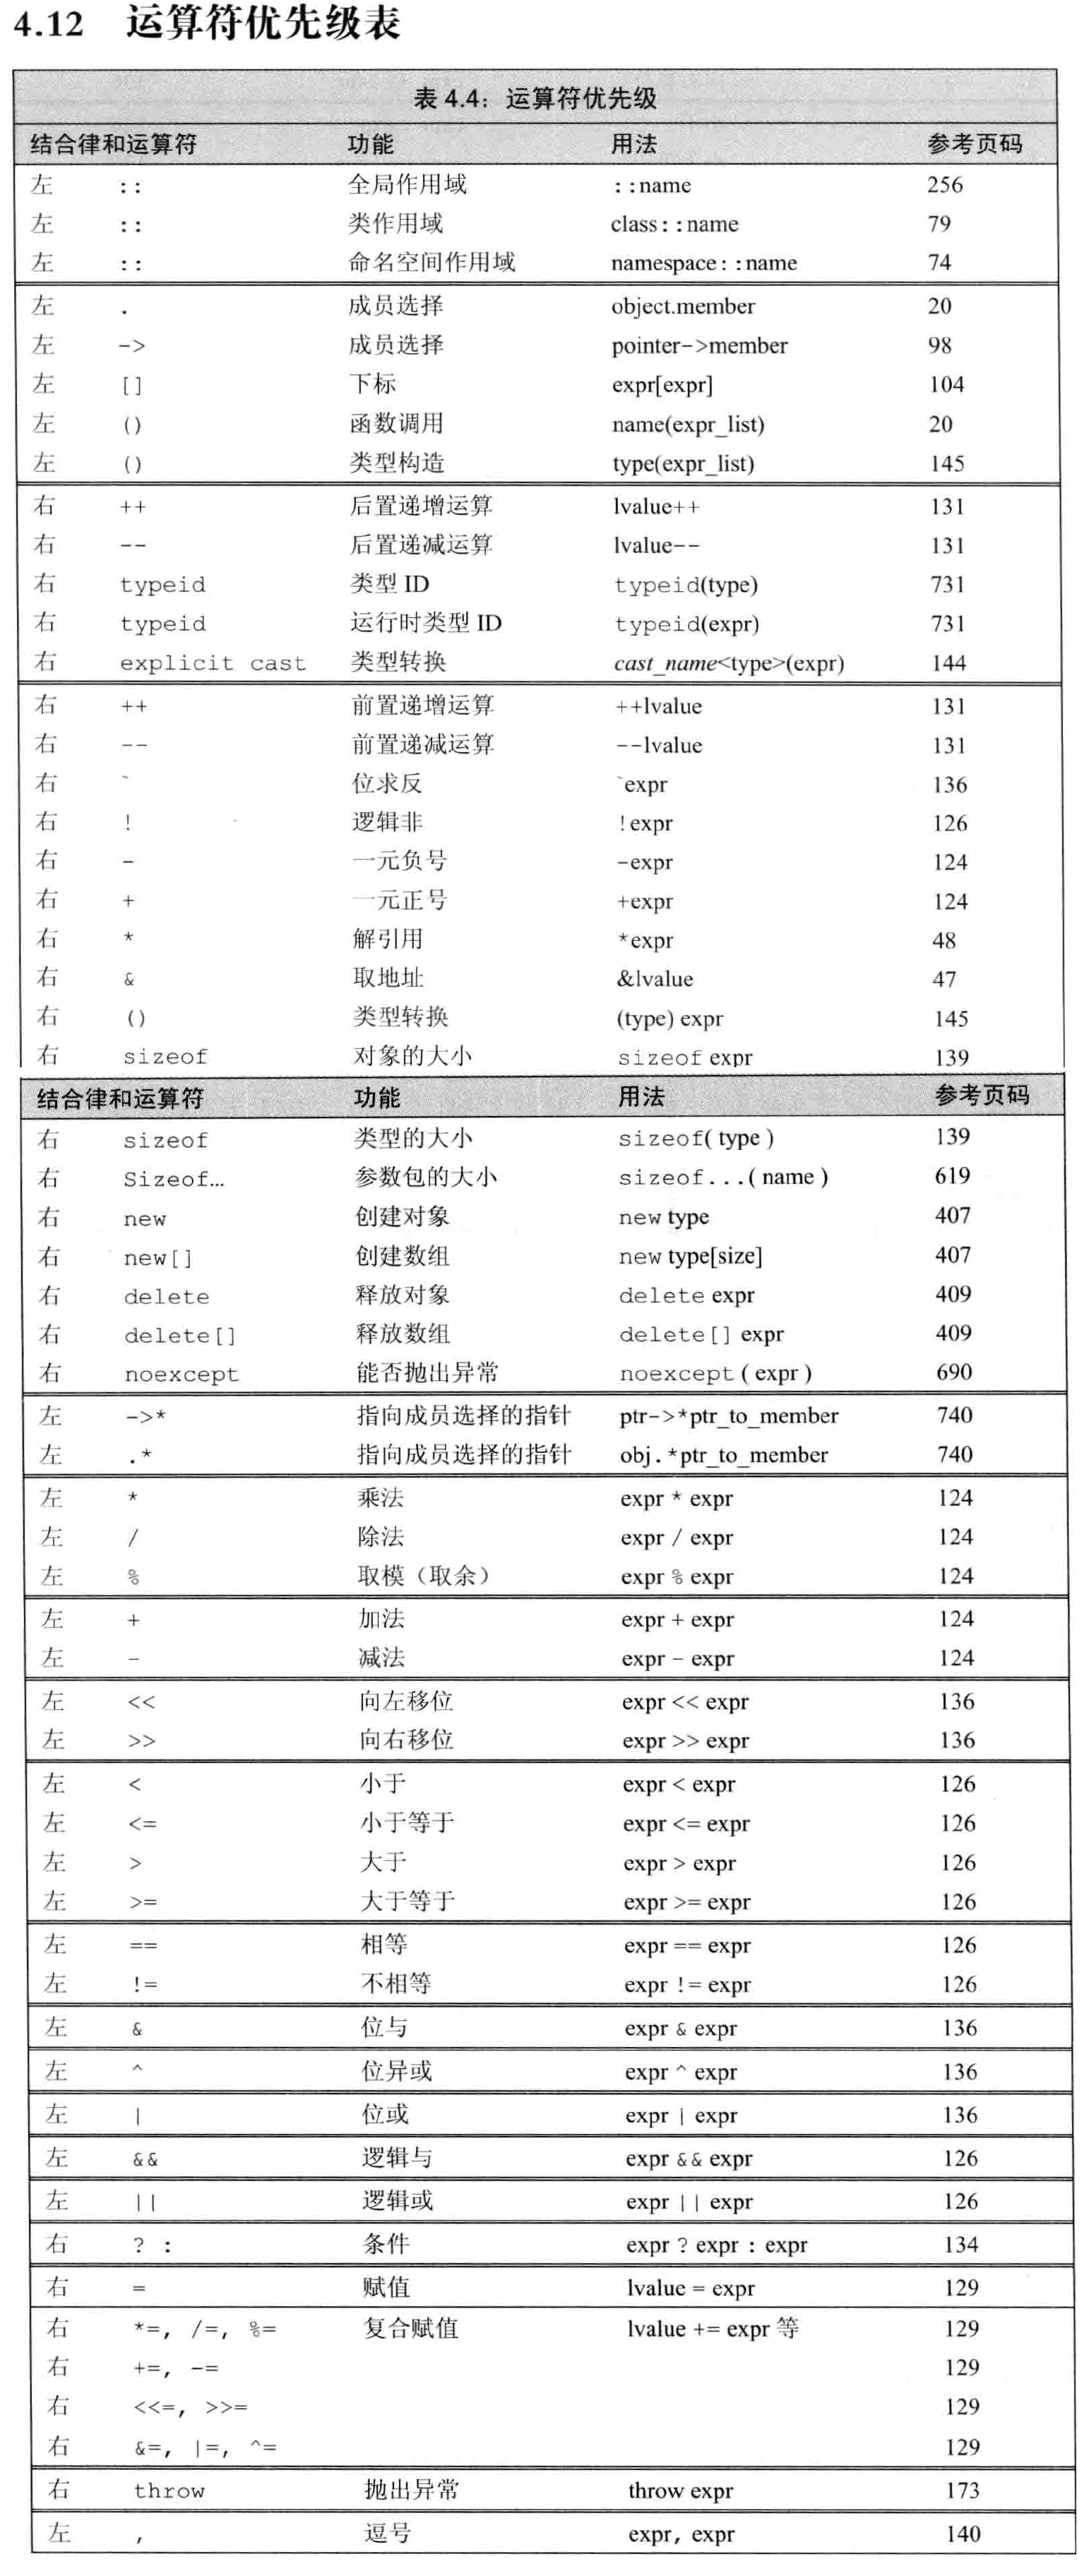 4.12 运算符优先级表
表 4.4：运算符优先级
结合律和运算符 功能 用法 参考页码
左 :: 全局作用域 ::name 256
左 :: 类作用域 class::name 79
左 :: 命名空间作用域 namespace::name 74
左 . 成员选择 object.member 20
左 -> 成员选择 pointer->member 98
左 [] 下标 expr[expr] 104
左 () 函数调用 name(expr_list) 20
左 () 类型构造 type(expr_list) 145
右 ++ 后置递增运算 lvalue++ 131
右 -- 后置递减运算 lvalue-- 131
右 typeid 类型 ID typeid(type) 731
右 typeid 运行时类型 ID typeid(expr) 731
右 explicit cast 类型转换 cast_name<type>(expr) 144
右 ++ 前置递增运算 ++lvalue 131
右 -- 前置递减运算 --lvalue 131
右 ~ 位求反 ~expr 136
右 ! 逻辑非 !expr 126
右 - 一元负号 -expr 124
右 + 一元正号 +expr 124
右 * 解引用 *expr 48
右 & 取地址 &lvalue 47
右 () 类型转换 (type) expr 145
右 sizeof 对象的大小 sizeof expr 139
结合律和运算符 功能 用法 参考页码
右 sizeof 类型的大小 sizeof( type ) 139
右 Sizeof… 参数包的大小 sizeof...( name ) 619
右 new 创建对象 new type 407
右 new[] 创建数组 new type[size] 407
右 delete 释放对象 delete expr 409
右 delete[] 释放数组 delete[] expr 409
右 noexcept 能否抛出异常 noexcept ( expr ) 690
左 ->* 指向成员选择的指针 ptr->*ptr_to_member 740
左 .* 指向成员选择的指针 obj.*ptr_to_member 740
左 * 乘法 expr * expr 124
左 / 除法 expr / expr 124
左 % 取模（取余） expr % expr 124
左 + 加法 expr + expr 124
左 - 减法 expr - expr 124
左 << 向左移位 expr << expr 136
左 >> 向右移位 expr >> expr 136
左 < 小于 expr < expr 126
左 <= 小于等于 expr <= expr 126
左 > 大于 expr > expr 126
左 >= 大于等于 expr >= expr 126
左 == 相等 expr == expr 126
左 != 不相等 expr != expr 126
左 & 位与 expr & expr 136
左 ^ 位异或 expr ^ expr 136
左 | 位或 expr | expr 136
左 && 逻辑与 expr && expr 126
左 || 逻辑或 expr || expr 126
右 ? : 条件 expr ? expr : expr 134
右 = 赋值 lvalue = expr 129
右 *=, /=, %= 复合赋值 lvalue += expr 等 129
右 +=, -= 129
右 <<=, >>= 129
右 &=, |=, ^= 129
右 throw 抛出异常 throw expr 173
左 , 逗号 expr, expr 140